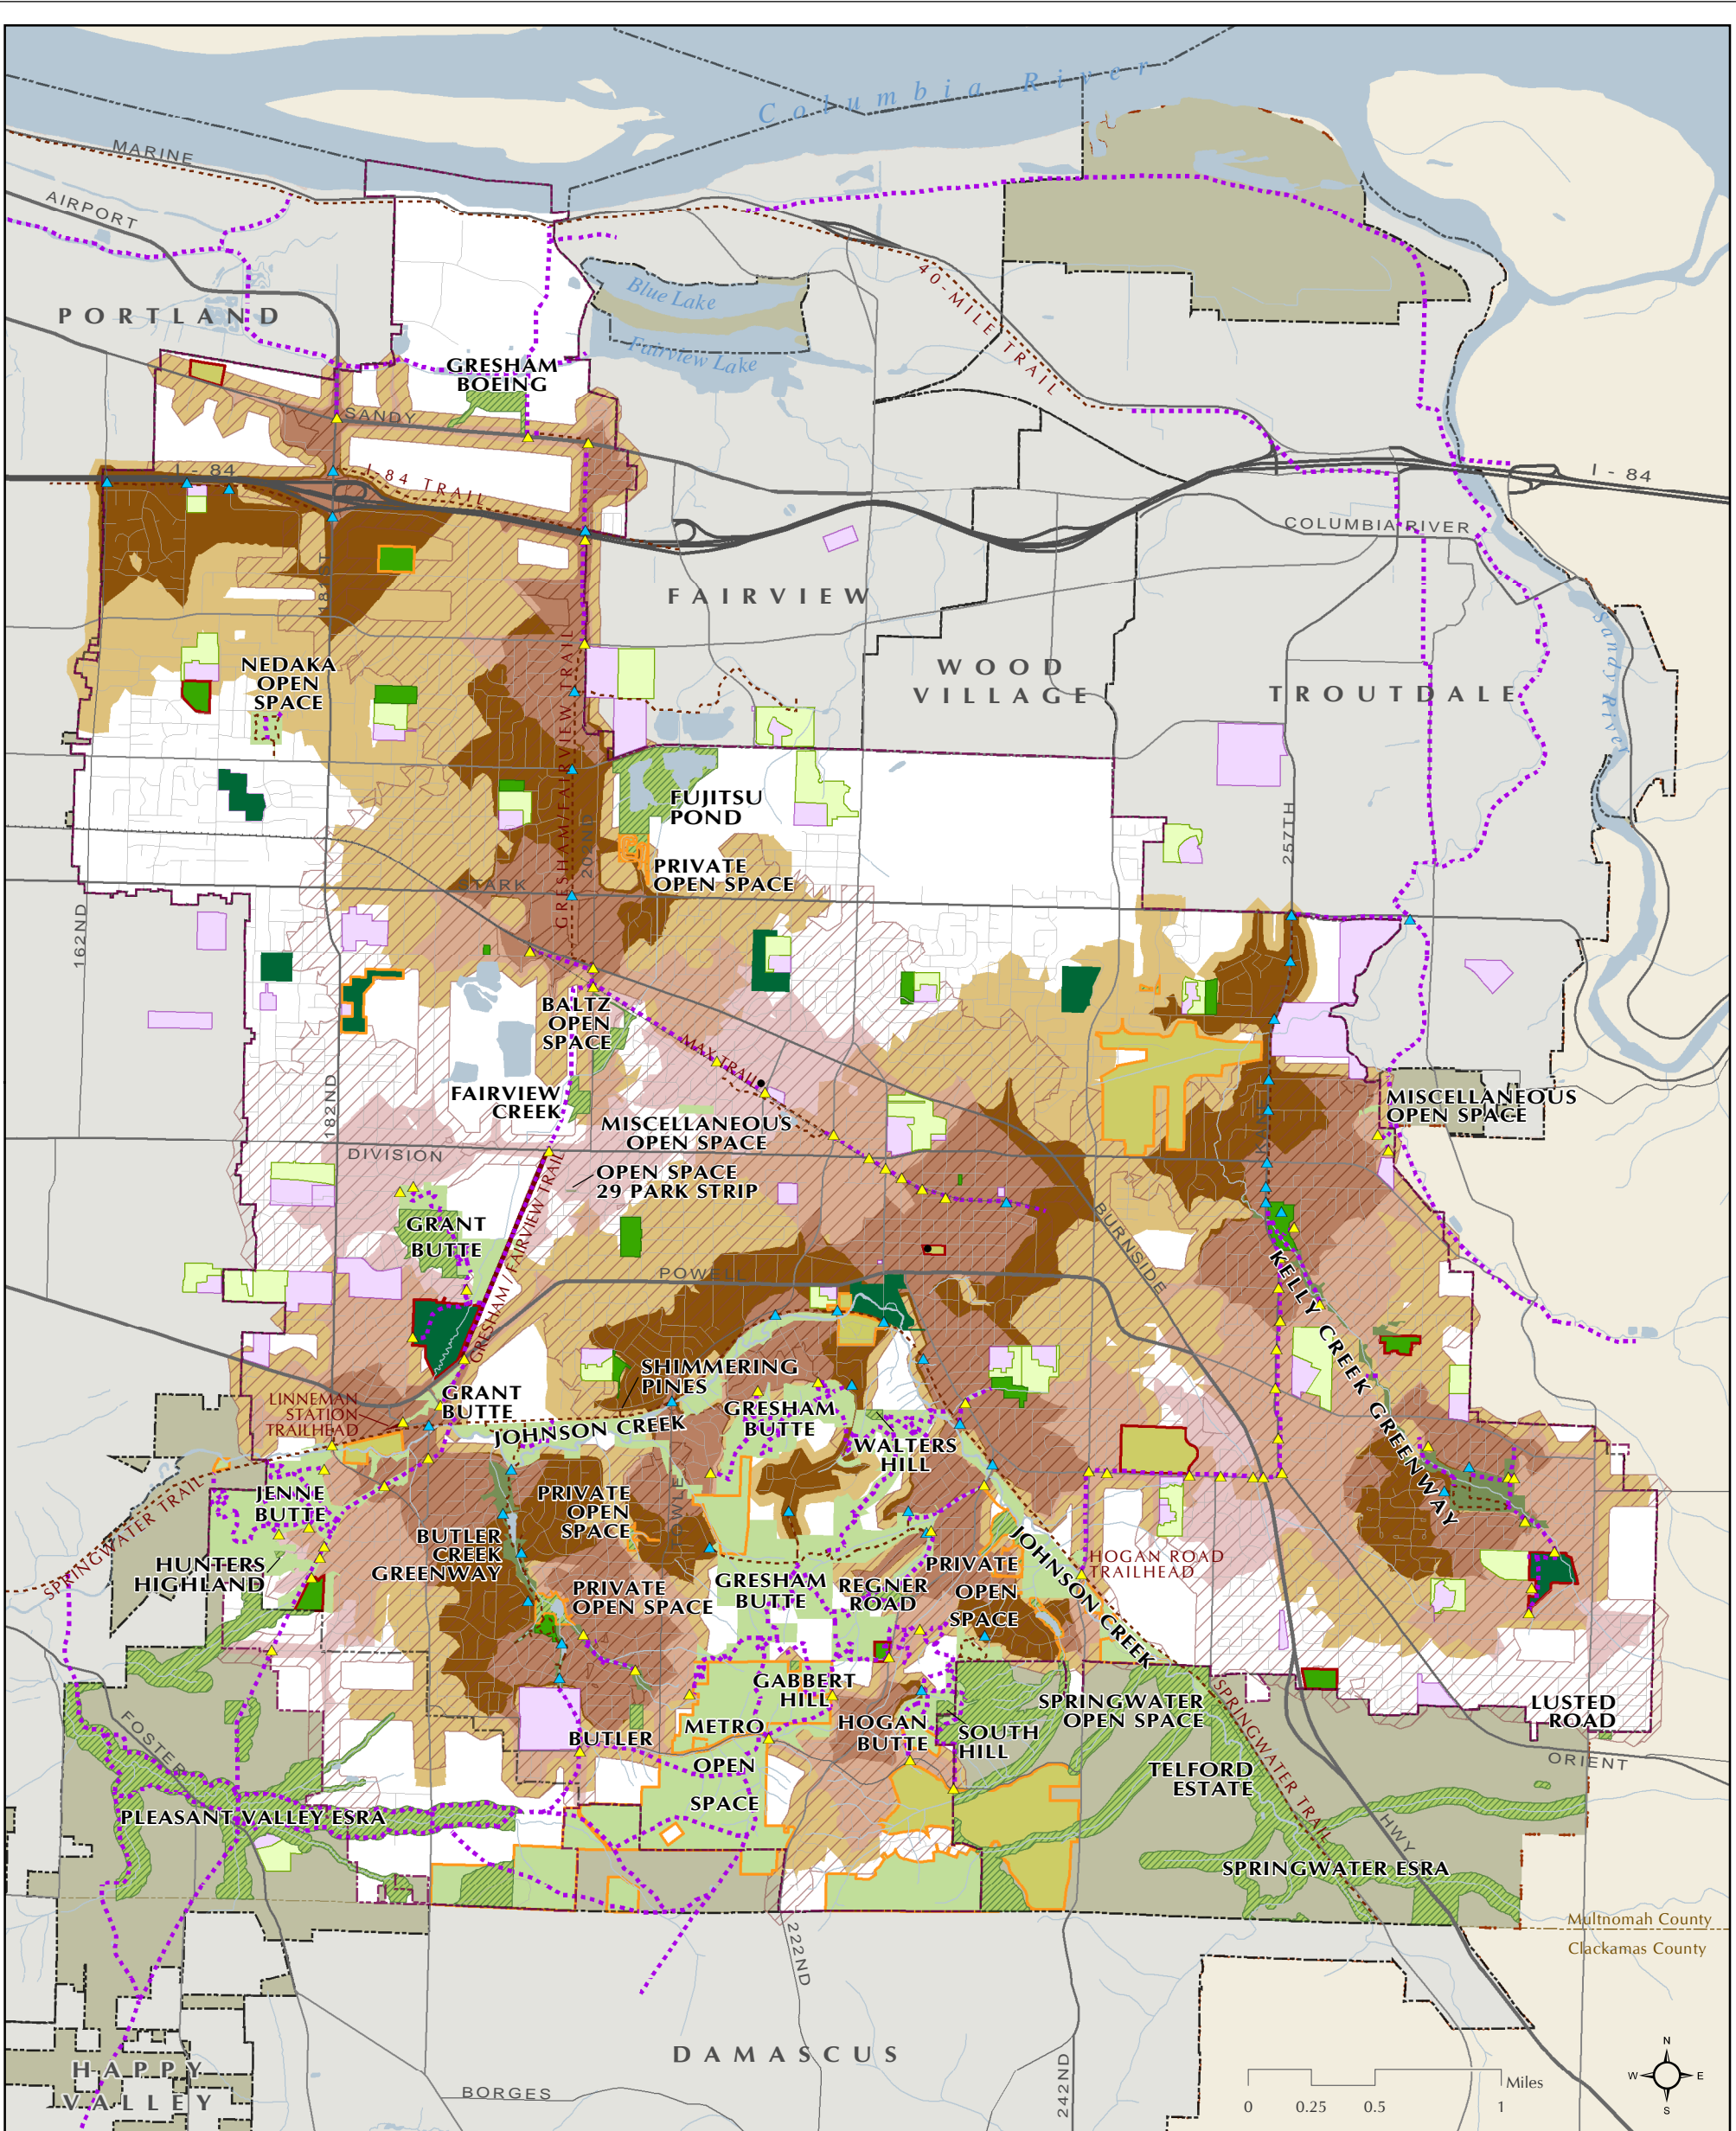 Columbia River
MARINE
AIRPORT
PORTLAND
Blue Lake
Fairview Lake
40-MILE TRAIL
GRESHAM
BOEING
SANDY
I - 84
I-84 TRAIL
I - 84
COLUMBIA RIVER
181 ST
FAIRVIEW
WOOD
VILLAGE
TROUTDALE
Sandy River
NEDAKA
OPEN
SPACE
GRESHAM/FAIRVIEW TRAIL
FUJITSU
POND
202ND
257TH
PRIVATE
OPEN SPACE
STARK
162ND
BALTZ
OPEN
SPACE
MAX TRAIL
FAIRVIEW
CREEK
182ND
MISCELLANEOUS
OPEN SPACE
MISCELLANEOUS
OPEN SPACE
DIVISION
OPEN SPACE
29 PARK STRIP
GRANT
BUTTE
GRESHAM / FAIRVIEW TRAIL
BURNSIDE
POWELL
KELLY CREEK GREENWAY
SHIMMERING
PINES
LINNEMAN
STATION
TRAILHEAD
GRANT
BUTTE
GRESHAM
BUTTE
JOHNSON CREEK
WALTERS
HILL
SPRINGWATER TRAIL
JENNE
BUTTE
PRIVATE
OPEN
SPACE
TOWLE
BUTLER
CREEK
GREENWAY
HUNTERS
HIGHLAND
JOHNSON CREEK
HOGAN ROAD
TRAILHEAD
PRIVATE
OPEN
SPACE
PRIVATE
OPEN SPACE
GRESHAM
BUTTE
REGNER
ROAD
GABBERT
HILL
SPRINGWATER
OPEN SPACE
SPRINGWATER TRAIL
LUSTED
ROAD
FOSTER
METRO
OPEN
SPACE
BUTLER
HOGAN
BUTTE
SOUTH
HILL
ORIENT
TELFORD
ESTATE
PLEASANT VALLEY ESRA
HWY
SPRINGWATER ESRA
Multnomah County
Clackamas County
222ND
DAMASCUS
242ND
HAPPY
VALLEY
BORGES
N
W E
S
Miles
0 0.25 0.5 1